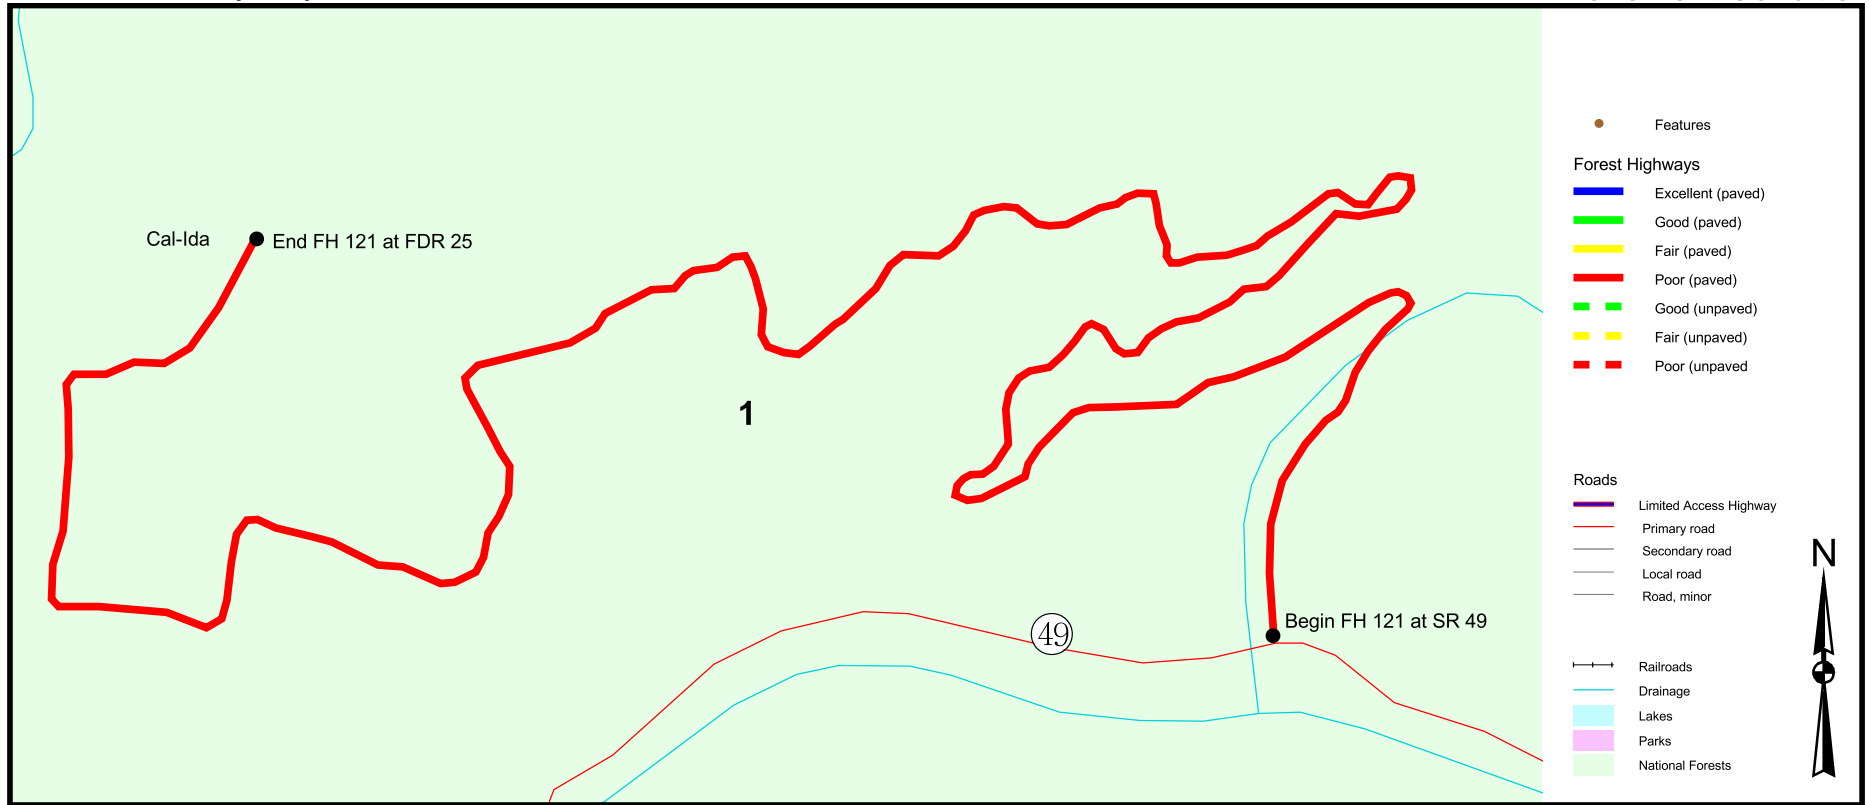 Cal-Ida
End FH 121 at FDR 25
1
49
Begin FH 121 at SR 49
Features
Forest Highways
Excellent (paved)
Good (paved)
Fair (paved)
Poor (paved)
Good (unpaved)
Fair (unpaved)
Poor (unpaved
Roads
Limited Access Highway
Primary road
Secondary road
Local road
Road, minor
N
Railroads
Drainage
Lakes
Parks
National Forests